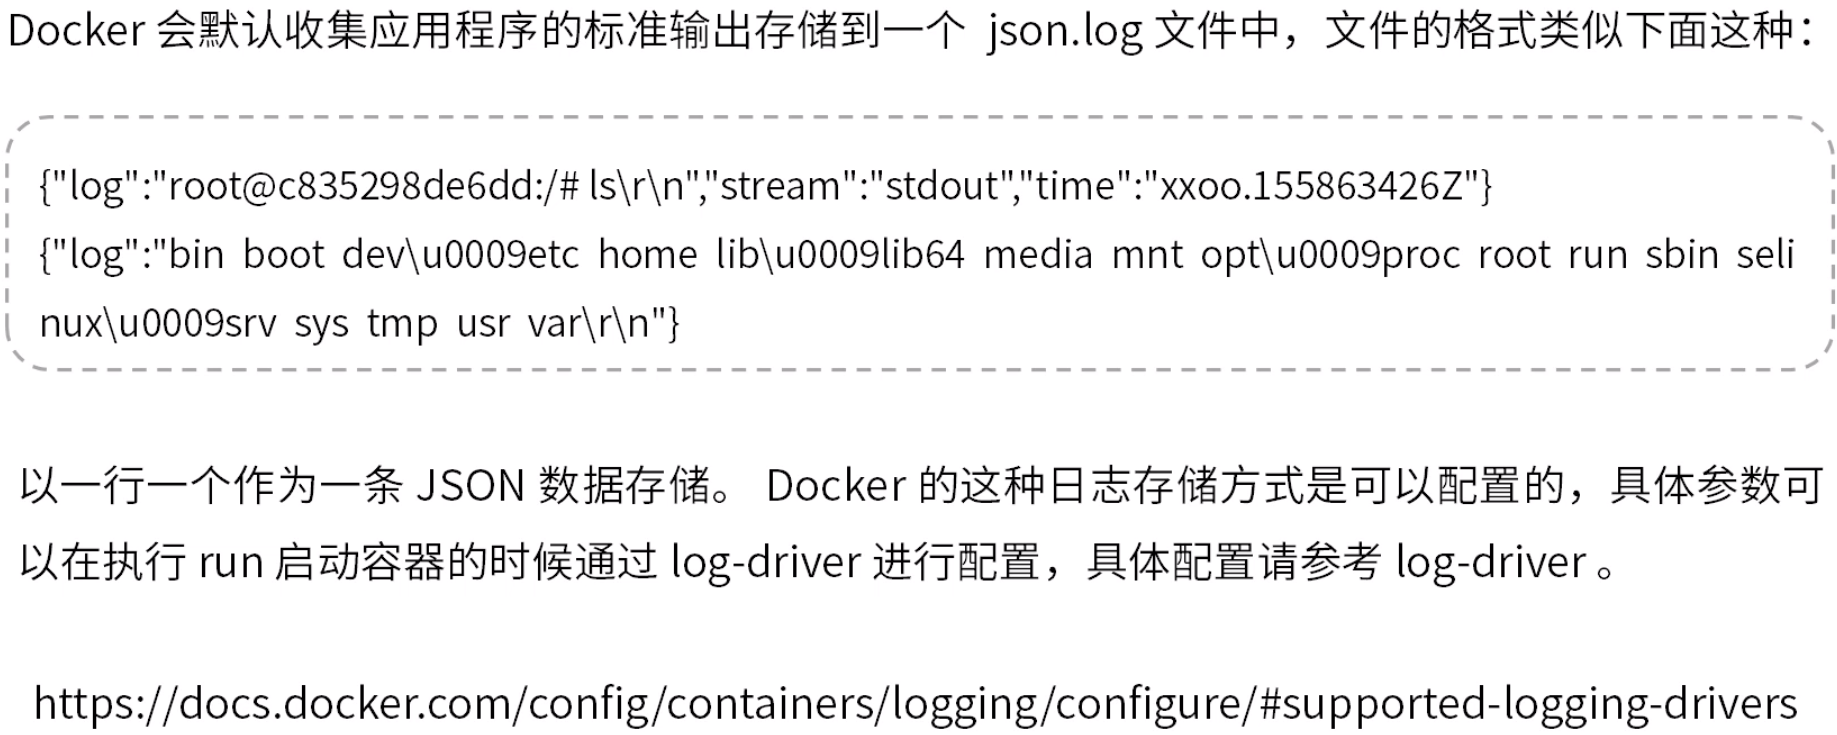 Docker 会默认收集应用程序的标准输出存储到一个 json.log 文件中，文件的格式类似下面这种：
{"log":"root@c835298de6dd:/# ls\r\n","stream":"stdout","time":"xxoo.155863426Z"}
{"log":"bin boot dev\u0009etc home lib\u0009lib64 media mnt opt\u0009proc root run sbin seli
nux\u0009srv sys tmp usr var\r\n"}
以一行一个作为一条 JSON 数据存储。 Docker 的这种日志存储方式是可以配置的，具体参数可
以在执行 run 启动容器的时候通过 log-driver 进行配置，具体配置请参考 log-driver 。
https://docs.docker.com/config/containers/logging/configure/#supported-logging-drivers